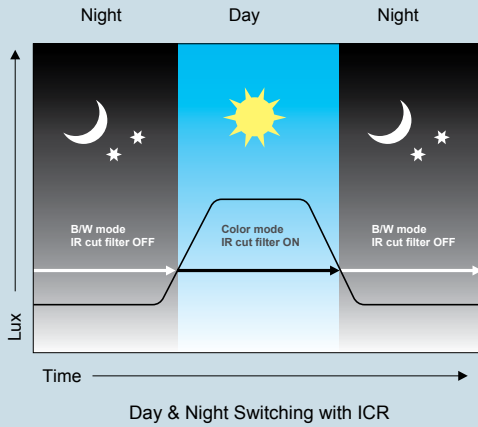 Night Day Night
B/W mode
IR cut filter OFF
Color mode
IR cut filter ON
B/W mode
IR cut filter OFF
Lux
Time
Day & Night Switching with ICR